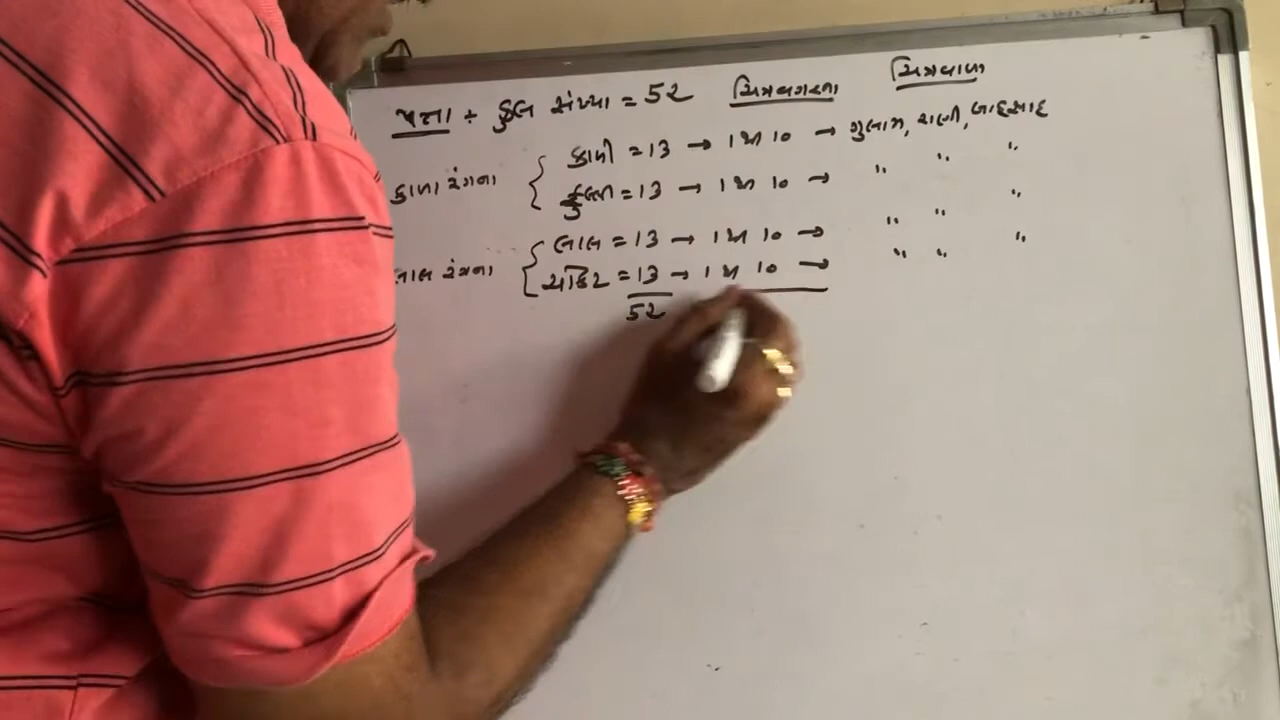 પત્તા ÷ કુલ સંખ્યા = 52 ચિત્રવગરના ચિત્રવાળા
કાળા રંગના { કાળી = 13 → 1 થી 10 → ગુલામ, રાણી, બાદશાહ
ફુલ્લી = 13 → 1 થી 10 → " " "
લાલ રંગના { લાલ = 13 → 1 થી 10 → " " "
ચોકટ = 13 → 1 થી 10 → " " "
52